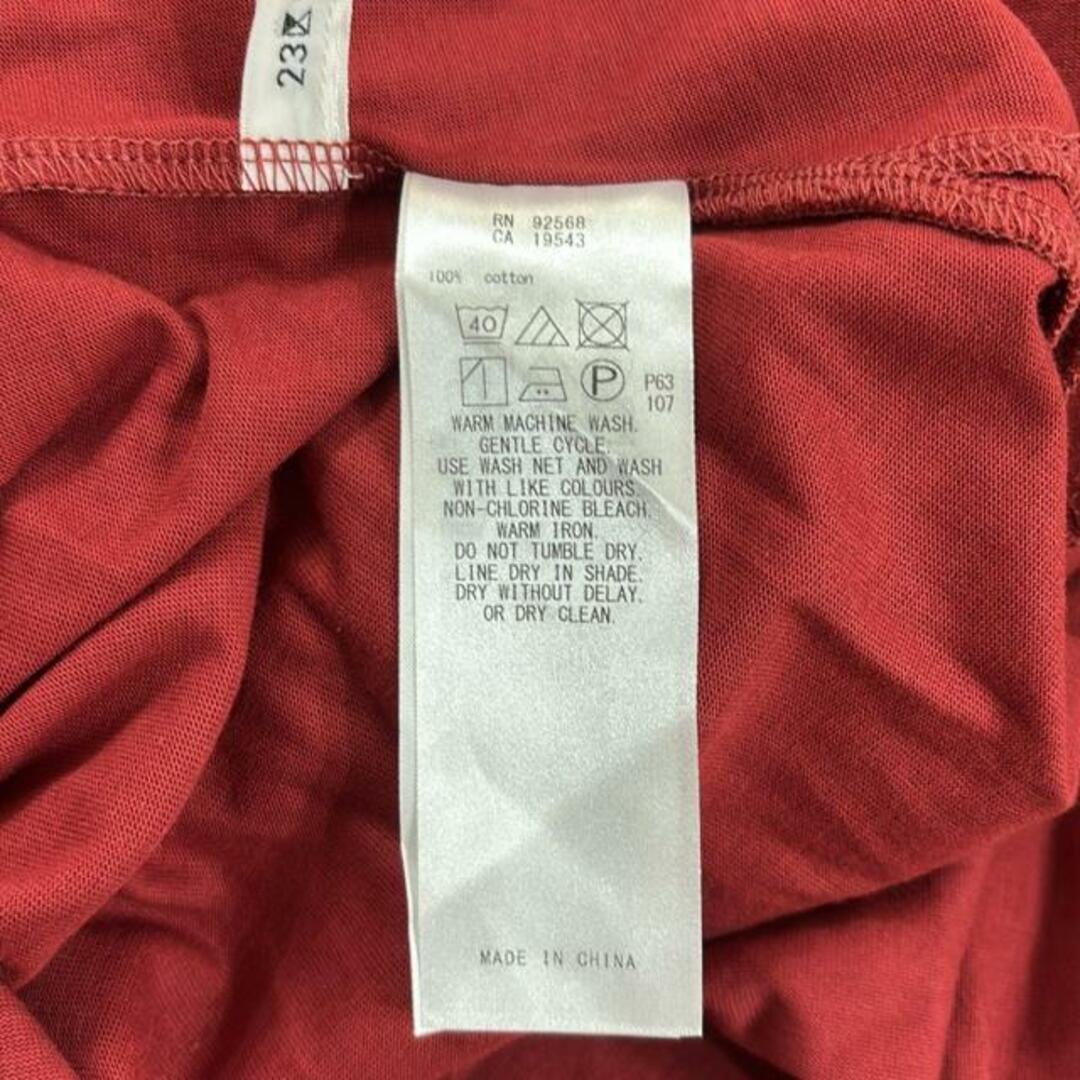 23
RN 92568
CA 19543
100% cotton
40
P
P63
107
WARM MACHINE WASH.
GENTLE CYCLE.
USE WASH NET AND WASH
WITH LIKE COLOURS.
NON-CHLORINE BLEACH.
WARM IRON.
DO NOT TUMBLE DRY.
LINE DRY IN SHADE.
DRY WITHOUT DELAY.
OR DRY CLEAN.
MADE IN CHINA